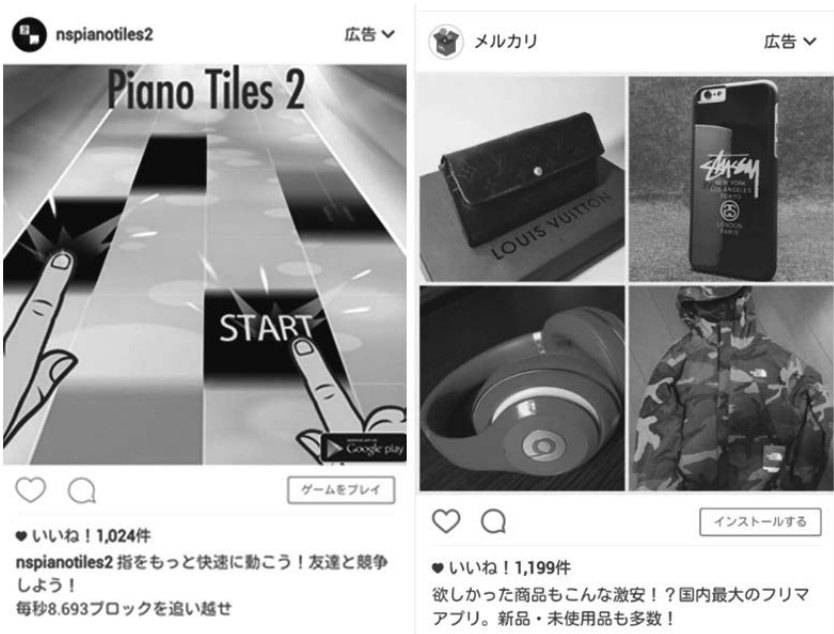 nspianotiles2
広告
Piano Tiles 2
START
Google play
ゲームをプレイ
いいね！1,024件
nspianotiles2 指をもっと快速に動こう！友達と競争
しよう！
毎秒8.693ブロックを追い越せ
メルカリ
広告
LOUIS VUITTON
STUSSY
NEW YORK
LOS ANGELES
TOKYO
LONDON
PARIS
インストールする
いいね！1,199件
欲しかった商品もこんな激安！？国内最大のフリマ
アプリ。新品・未使用品も多数！